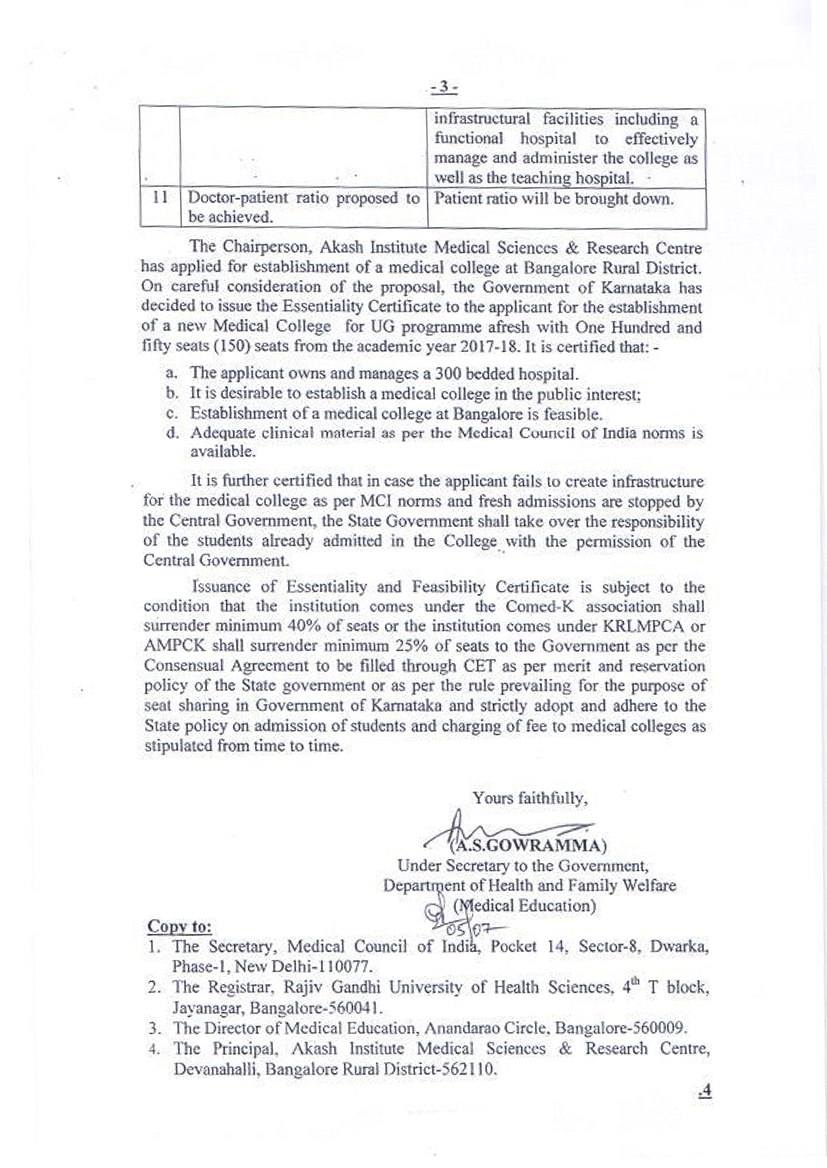 - 3 -
infrastructural facilities including a
functional hospital to effectively
manage and administer the college as
well as the teaching hospital.
11 Doctor-patient ratio proposed to be achieved. Patient ratio will be brought down.
The Chairperson, Akash Institute Medical Sciences & Research Centre
has applied for establishment of a medical college at Bangalore Rural District.
On careful consideration of the proposal, the Government of Karnataka has
decided to issue the Essentiality Certificate to the applicant for the establishment
of a new Medical College for UG programme afresh with One Hundred and
fifty seats (150) seats from the academic year 2017-18. It is certified that: -
a. The applicant owns and manages a 300 bedded hospital.
b. It is desirable to establish a medical college in the public interest;
c. Establishment of a medical college at Bangalore is feasible.
d. Adequate clinical material as per the Medical Council of India norms is
available.
It is further certified that in case the applicant fails to create infrastructure
for the medical college as per MCI norms and fresh admissions are stopped by
the Central Government, the State Government shall take over the responsibility
of the students already admitted in the College with the permission of the
Central Government.
Issuance of Essentiality and Feasibility Certificate is subject to the
condition that the institution comes under the Comed-K association shall
surrender minimum 40% of seats or the institution comes under KRLMPCA or
AMPCK shall surrender minimum 25% of seats to the Government as per the
Consensual Agreement to be filled through CET as per merit and reservation
policy of the State government or as per the rule prevailing for the purpose of
seat sharing in Government of Karnataka and strictly adopt and adhere to the
State policy on admission of students and charging of fee to medical colleges as
stipulated from time to time.
Yours faithfully,
(A.S.GOWRAMMA)
Under Secretary to the Government,
Department of Health and Family Welfare
(Medical Education)
05/07
Copy to:
1. The Secretary, Medical Council of India, Pocket 14, Sector-8, Dwarka,
Phase-1, New Delhi-110077.
2. The Registrar, Rajiv Gandhi University of Health Sciences, 4th T block,
Jayanagar, Bangalore-560041.
3. The Director of Medical Education, Anandarao Circle, Bangalore-560009.
4. The Principal, Akash Institute Medical Sciences & Research Centre,
Devanahalli, Bangalore Rural District-562110.
.4